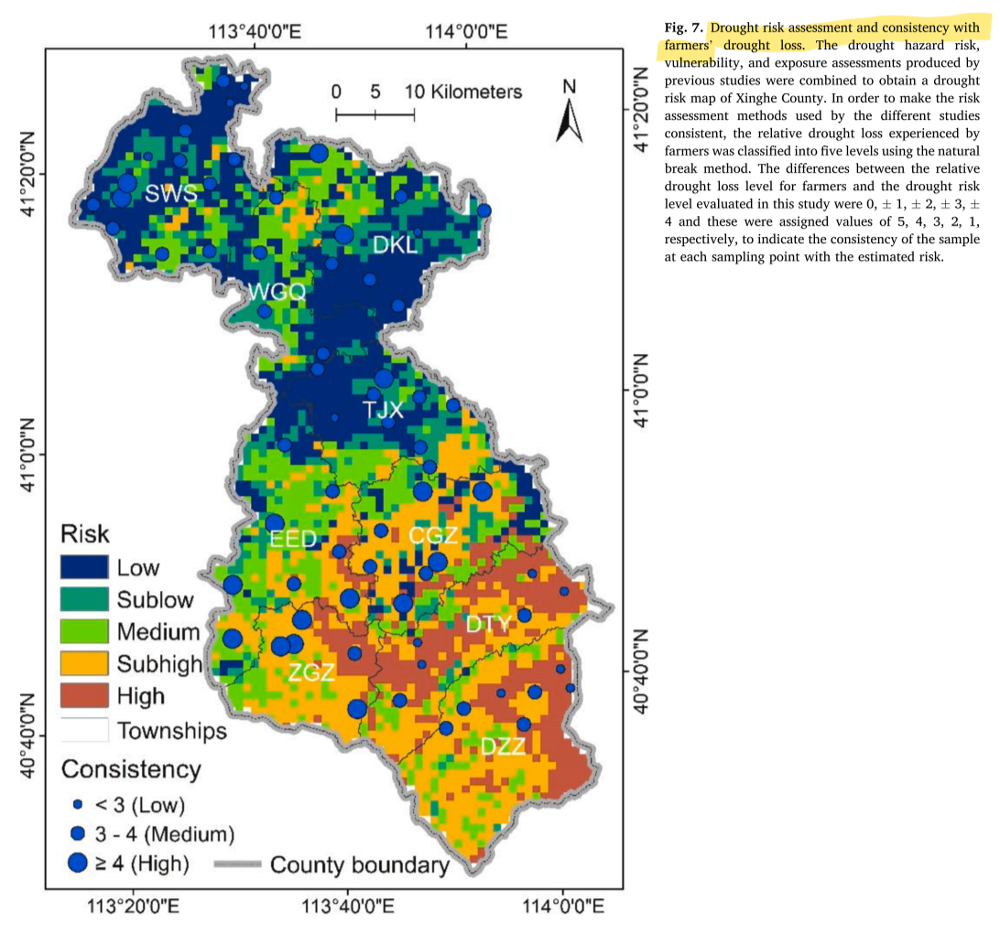 113°40'0"E
114°0'0"E
0 5 10 Kilometers
N
41°20'0"N
41°20'0"N
SWS
DKL
WGQ
41°0'0"N
TJX
41°0'0"N
EED
CGZ
DTY
ZGZ
40°40'0"N
40°40'0"N
DZZ
Risk
Low
Sublow
Medium
Subhigh
High
Townships
Consistency
< 3 (Low)
3 - 4 (Medium)
≥ 4 (High)
County boundary
113°20'0"E
113°40'0"E
114°0'0"E
Fig. 7. Drought risk assessment and consistency with
farmers' drought loss. The drought hazard risk,
vulnerability, and exposure assessments produced by
previous studies were combined to obtain a drought
risk map of Xinghe County. In order to make the risk
assessment methods used by the different studies
consistent, the relative drought loss experienced by
farmers was classified into five levels using the natural
break method. The differences between the relative
drought loss level for farmers and the drought risk
level evaluated in this study were 0, ± 1, ± 2, ± 3, ±
4 and these were assigned values of 5, 4, 3, 2, 1,
respectively, to indicate the consistency of the sample
at each sampling point with the estimated risk.